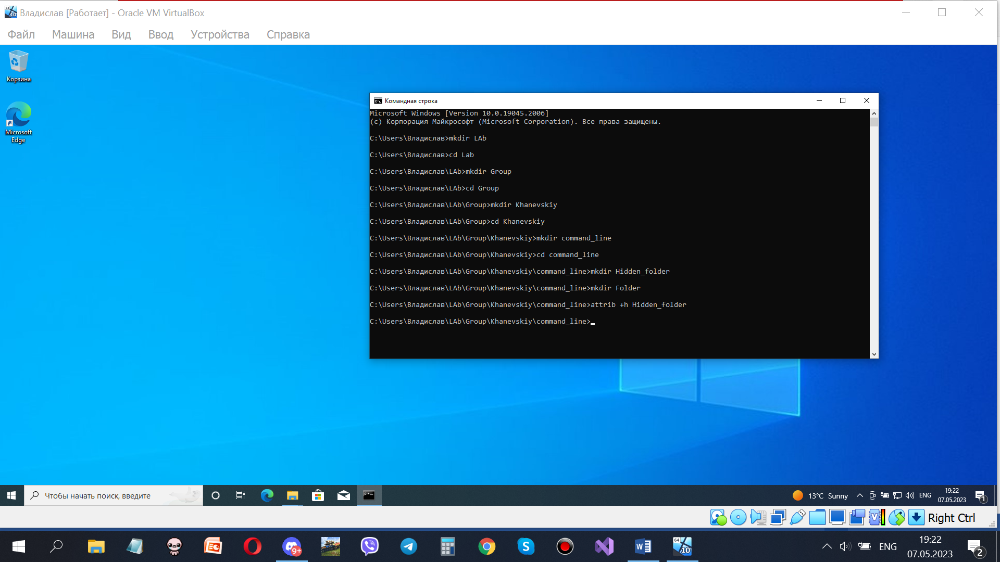 Владислав [Работает] - Oracle VM VirtualBox
Файл Машина Вид Ввод Устройства Справка
Корзина
Microsoft
Edge
Командная строка
Microsoft Windows [Version 10.0.19045.2006]
(c) Корпорация Майкрософт (Microsoft Corporation). Все права защищены.
C:\Users\Владислав>mkdir LAb
C:\Users\Владислав>cd Lab
C:\Users\Владислав\LAb>mkdir Group
C:\Users\Владислав\LAb>cd Group
C:\Users\Владислав\LAb\Group>mkdir Khanevskiy
C:\Users\Владислав\LAb\Group>cd Khanevskiy
C:\Users\Владислав\LAb\Group\Khanevskiy>mkdir command_line
C:\Users\Владислав\LAb\Group\Khanevskiy>cd command_line
C:\Users\Владислав\LAb\Group\Khanevskiy\command_line>mkdir Hidden_folder
C:\Users\Владислав\LAb\Group\Khanevskiy\command_line>mkdir Folder
C:\Users\Владислав\LAb\Group\Khanevskiy\command_line>attrib +h Hidden_folder
C:\Users\Владислав\LAb\Group\Khanevskiy\command_line>
Чтобы начать поиск, введите
13°C Sunny
ENG
19:22
07.05.2023
1
Right Ctrl
9+
64
10
ENG
19:22
07.05.2023
2